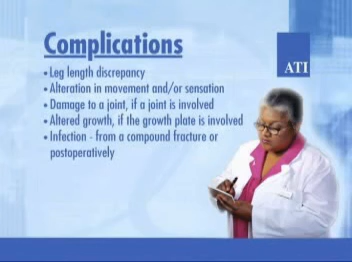 Complications
• Leg length discrepancy
• Alteration in movement and/or sensation
• Damage to a joint, if a joint is involved
• Altered growth, if the growth plate is involved
• Infection - from a compound fracture or
postoperatively
ATI